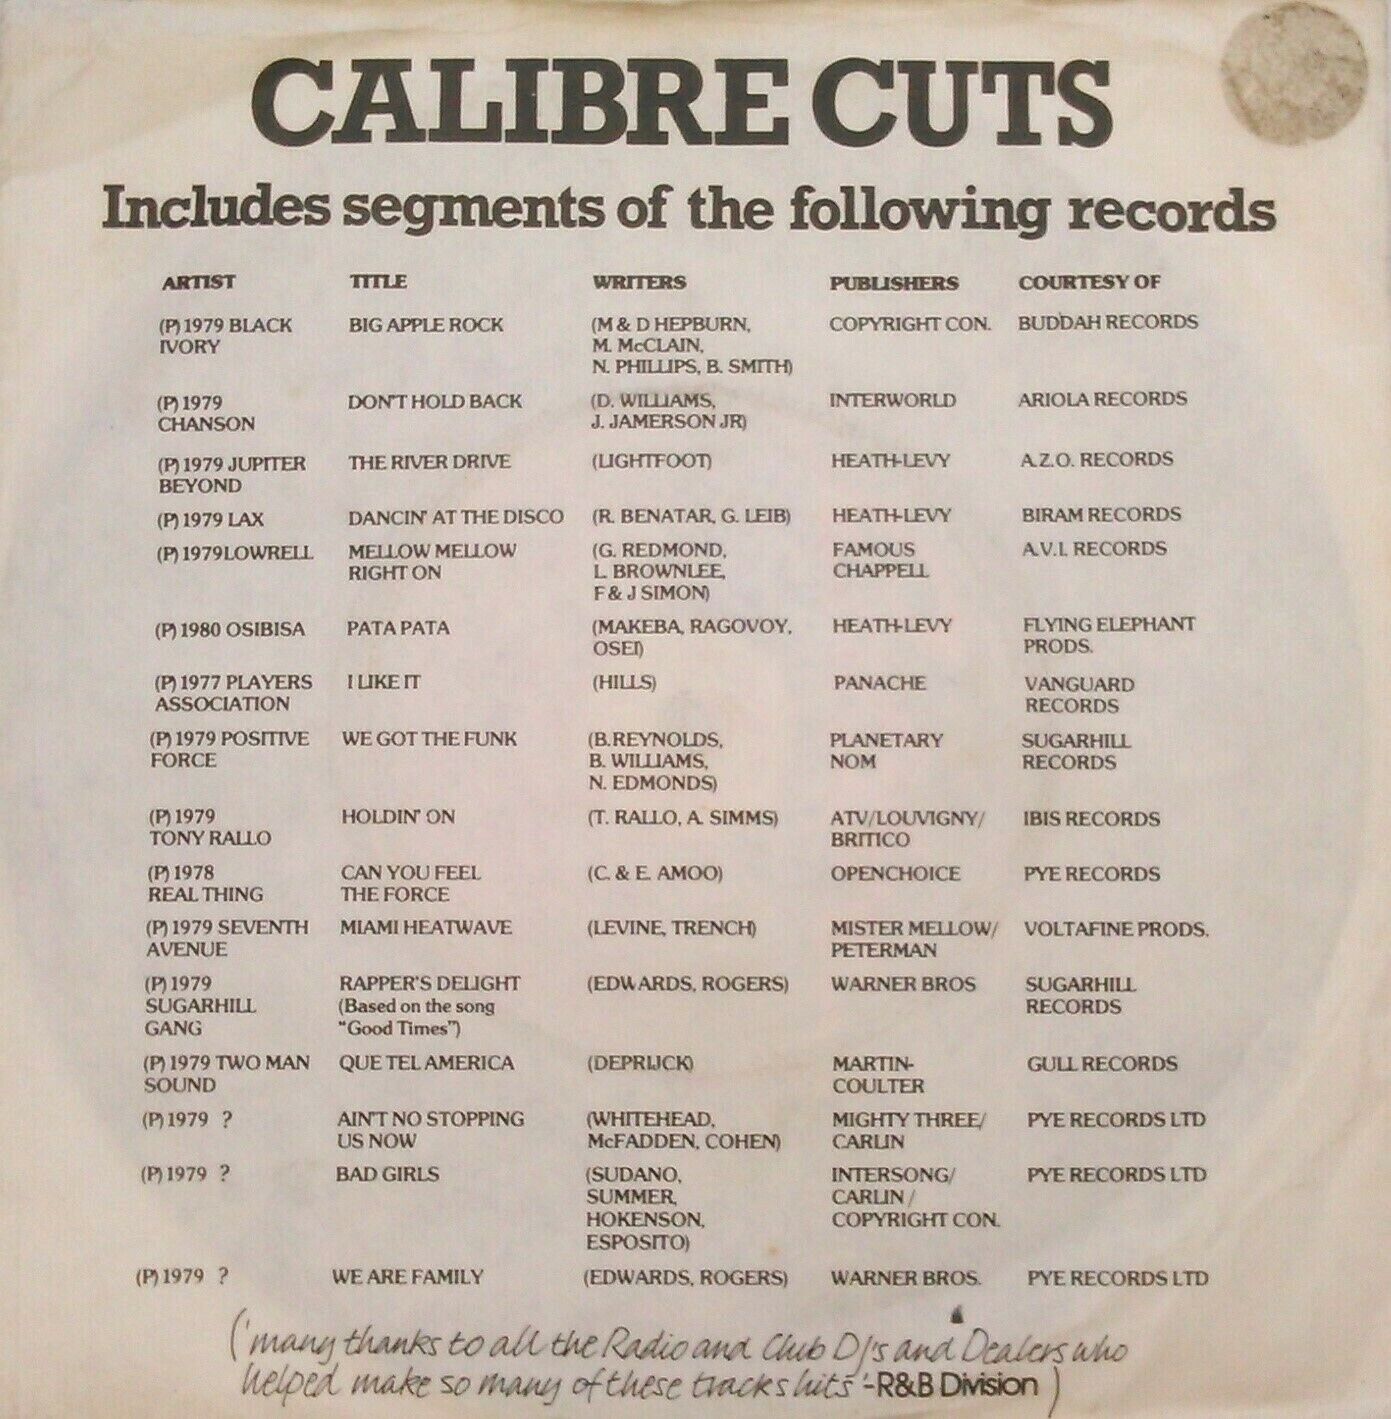 CALIBRE CUTS
Includes segments of the following records
ARTIST TITLE WRITERS PUBLISHERS COURTESY OF
(P) 1979 BLACK BIG APPLE ROCK (M & D HEPBURN, COPYRIGHT CON. BUDDAH RECORDS
IVORY M. McCLAIN,
N. PHILLIPS, B. SMITH)
(P) 1979 DON'T HOLD BACK (D. WILLIAMS, INTERWORLD ARIOLA RECORDS
CHANSON J. JAMERSON JR)
(P) 1979 JUPITER THE RIVER DRIVE (LIGHTFOOT) HEATH-LEVY A.Z.O. RECORDS
BEYOND
(P) 1979 LAX DANCIN' AT THE DISCO (R. BENATAR, G. LEIB) HEATH-LEVY BIRAM RECORDS
(P) 1979 LOWRELL MELLOW MELLOW (G. REDMOND, FAMOUS A.V.I. RECORDS
RIGHT ON L. BROWNLEE, CHAPPELL
F & J SIMON)
(P) 1980 OSIBISA PATA PATA (MAKEBA, RAGOVOY, HEATH-LEVY FLYING ELEPHANT
OSEI) PRODS.
(P) 1977 PLAYERS I LIKE IT (HILLS) PANACHE VANGUARD
ASSOCIATION RECORDS
(P) 1979 POSITIVE WE GOT THE FUNK (B.REYNOLDS, PLANETARY SUGARHILL
FORCE B. WILLIAMS, NOM RECORDS
N. EDMONDS)
(P) 1979 HOLDIN' ON (T. RALLO, A. SIMMS) ATV/LOUVIGNY/ IBIS RECORDS
TONY RALLO BRITICO
(P) 1978 CAN YOU FEEL (C. & E. AMOO) OPENCHOICE PYE RECORDS
REAL THING THE FORCE
(P) 1979 SEVENTH MIAMI HEATWAVE (LEVINE, TRENCH) MISTER MELLOW/ VOLTAFINE PRODS.
AVENUE PETERMAN
(P) 1979 RAPPER'S DELIGHT (EDWARDS, ROGERS) WARNER BROS SUGARHILL
SUGARHILL (Based on the song RECORDS
GANG "Good Times")
(P) 1979 TWO MAN QUE TEL AMERICA (DEPRIJCK) MARTIN- GULL RECORDS
SOUND COULTER
(P) 1979 ? AIN'T NO STOPPING (WHITEHEAD, MIGHTY THREE/ PYE RECORDS LTD
US NOW McFADDEN, COHEN) CARLIN
(P) 1979 ? BAD GIRLS (SUDANO, INTERSONG/ PYE RECORDS LTD
SUMMER, CARLIN /
HOKENSON, COPYRIGHT CON.
ESPOSITO)
(P) 1979 ? WE ARE FAMILY (EDWARDS, ROGERS) WARNER BROS. PYE RECORDS LTD
('many thanks to all the Radio and Club DJ's and Dealers who
helped make so many of these tracks hits'-R&B Division)